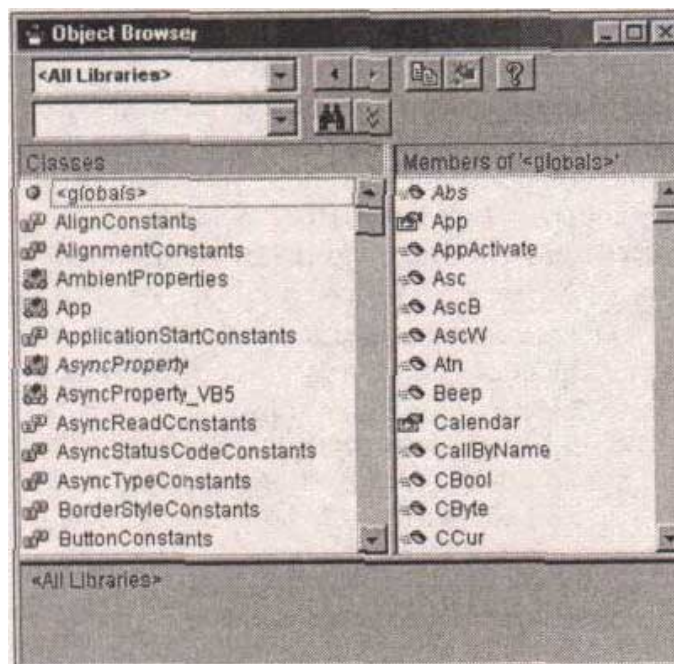 Object Browser
<All Libraries>
Classes
<globals>
AlignConstants
AlignmentConstants
AmbientProperties
App
ApplicationStartConstants
AsyncProperty
AsyncProperty_VB5
AsyncReadConstants
AsyncStatusCodeConstants
AsyncTypeConstants
BorderStyleConstants
ButtonConstants
Members of '<globals>'
Abs
App
AppActivate
Asc
AscB
AscW
Atn
Beep
Calendar
CallByName
CBool
CByte
CCur
<All Libraries>